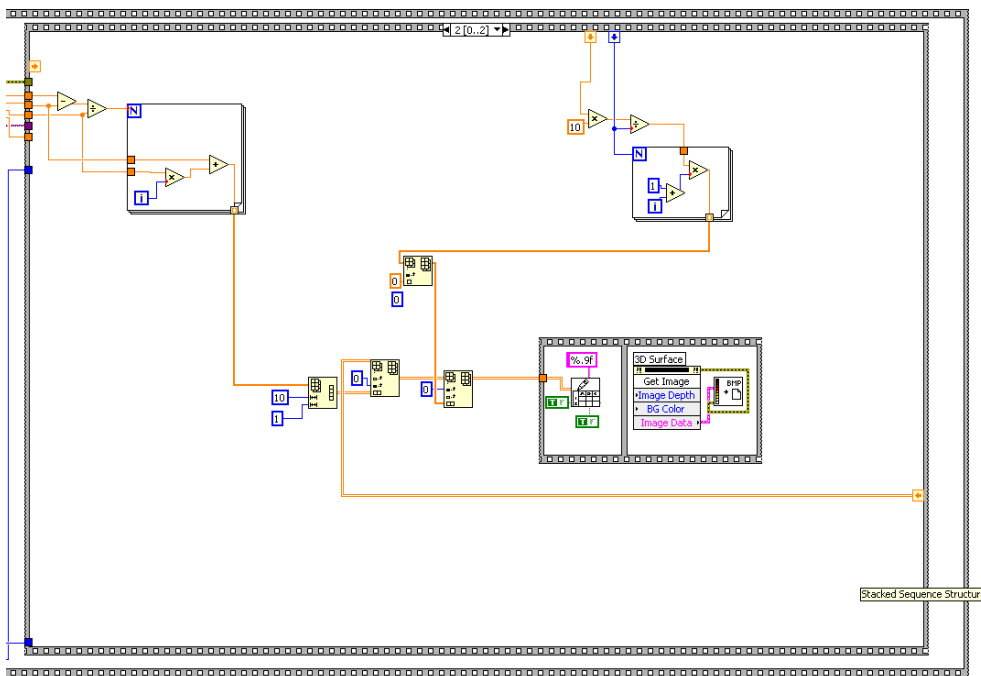 2 [0..2]
N
10
N
i
1
i
0
0
%.9f
3D Surface
Get Image
BMP
Image Depth
0
BG Color
0
10
T F
Image Data
1
T F
Stacked Sequence Structur